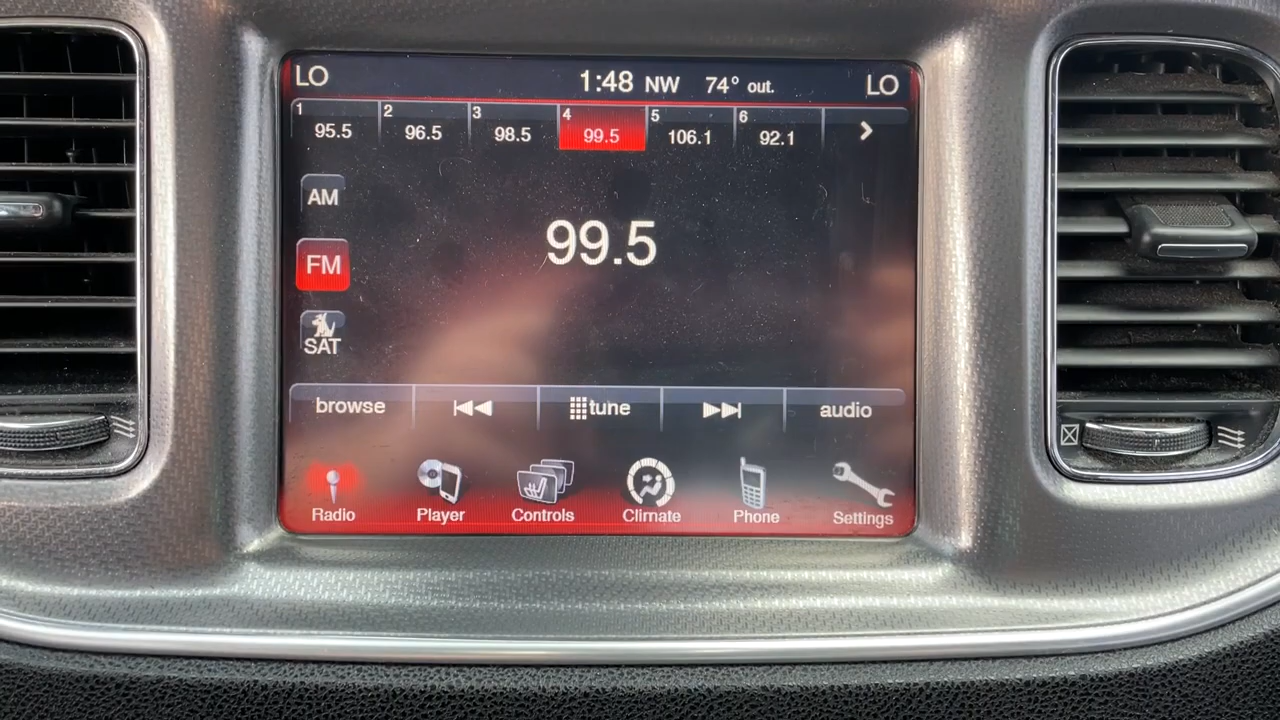 LO 1:48 NW 74° out. LO
1 2 3 4 5 6
95.5 96.5 98.5 99.5 106.1 92.1
AM
99.5
FM
SAT
browse tune audio
Radio Player Controls Climate Phone Settings